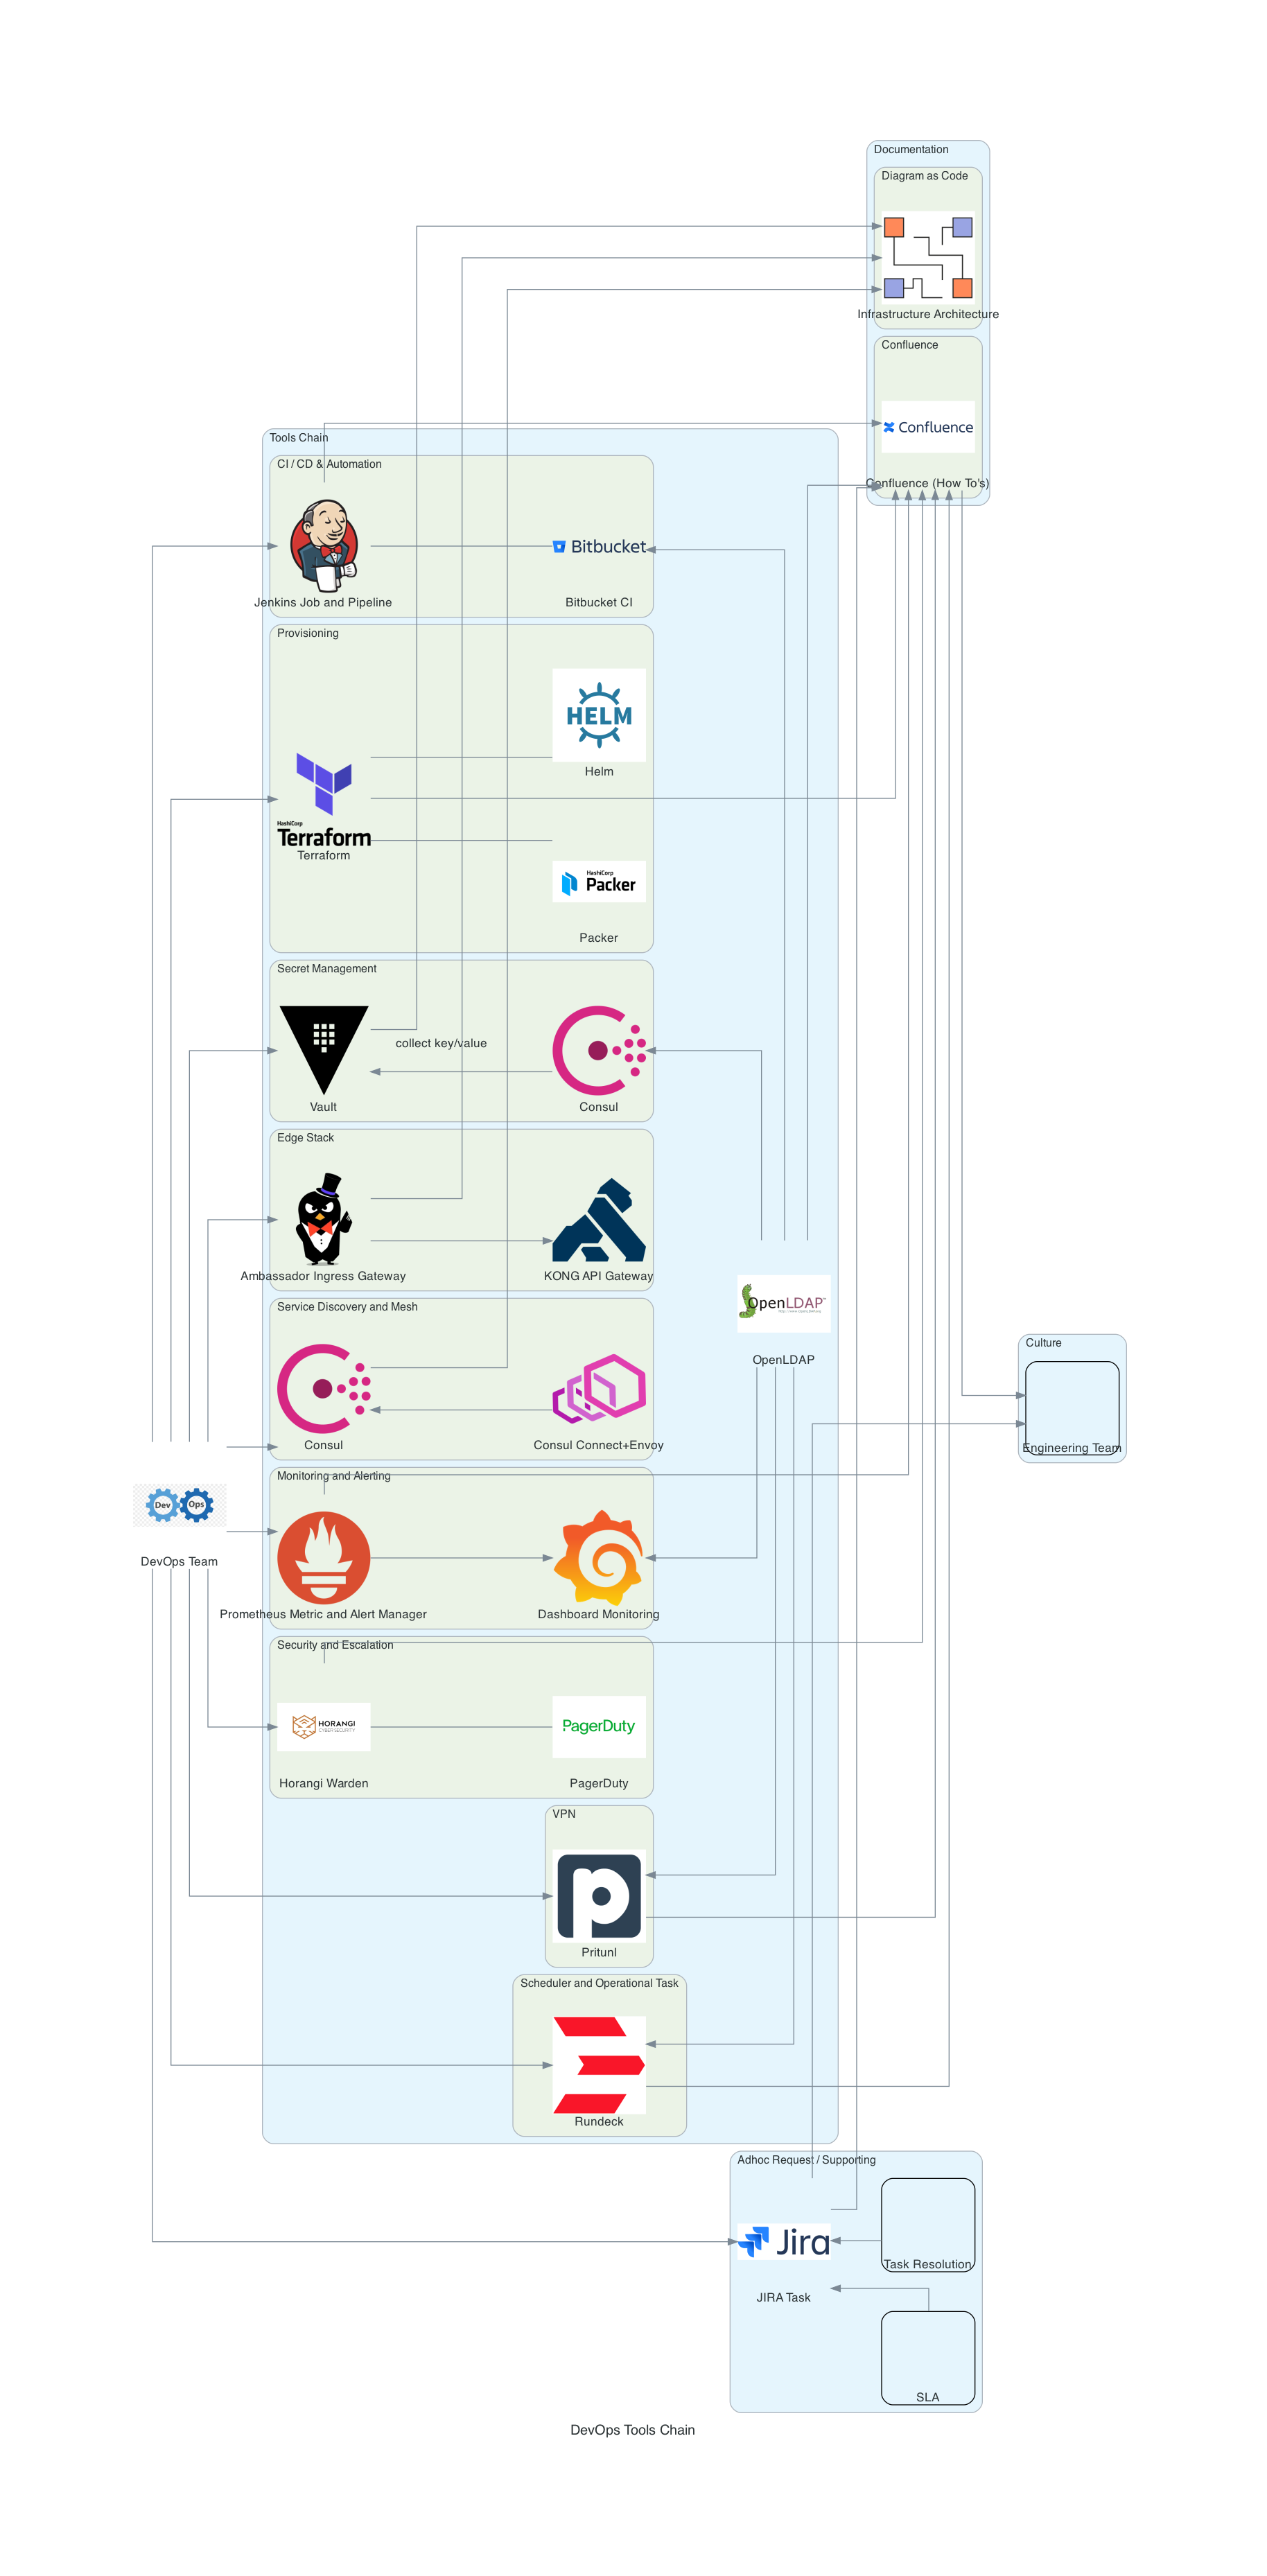 Documentation
Diagram as Code
Infrastructure Architecture
Confluence
Confluence
Confluence (How To's)
Tools Chain
CI / CD & Automation
Jenkins Job and Pipeline
Bitbucket
Bitbucket CI
Provisioning
HELM
Helm
HashiCorp
Terraform
Terraform
HashiCorp
Packer
Packer
Secret Management
collect key/value
Vault
Consul
Edge Stack
Ambassador Ingress Gateway
KONG API Gateway
Service Discovery and Mesh
Consul
Consul Connect+Envoy
OpenLDAP
OpenLDAP
Culture
Engineering Team
Monitoring and Alerting
Prometheus Metric and Alert Manager
Dashboard Monitoring
Dev Ops
DevOps Team
Security and Escalation
HORANGI
CYBER SECURITY
Horangi Warden
PagerDuty
PagerDuty
VPN
Pritunl
Scheduler and Operational Task
Rundeck
Adhoc Request / Supporting
Jira
JIRA Task
Task Resolution
SLA
DevOps Tools Chain